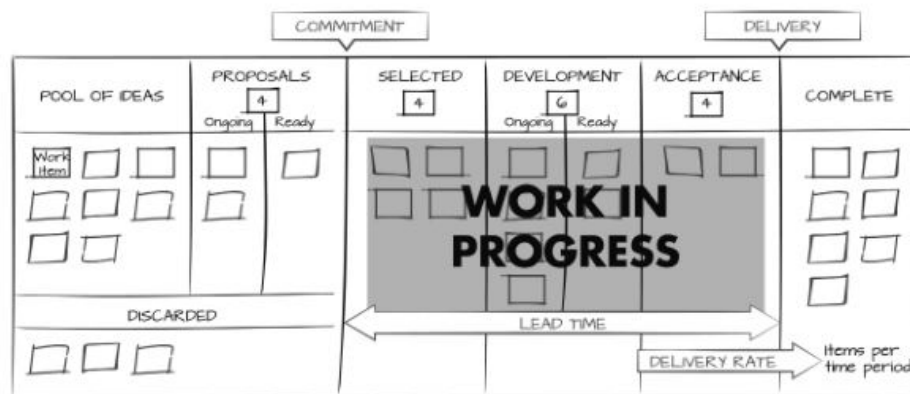 COMMITMENT
DELIVERY
POOL OF IDEAS
PROPOSALS
4
Ongoing Ready
SELECTED
4
DEVELOPMENT
6
Ongoing Ready
ACCEPTANCE
4
COMPLETE
Work
Item
WORK IN
PROGRESS
DISCARDED
LEAD TIME
DELIVERY RATE
Items per
time period